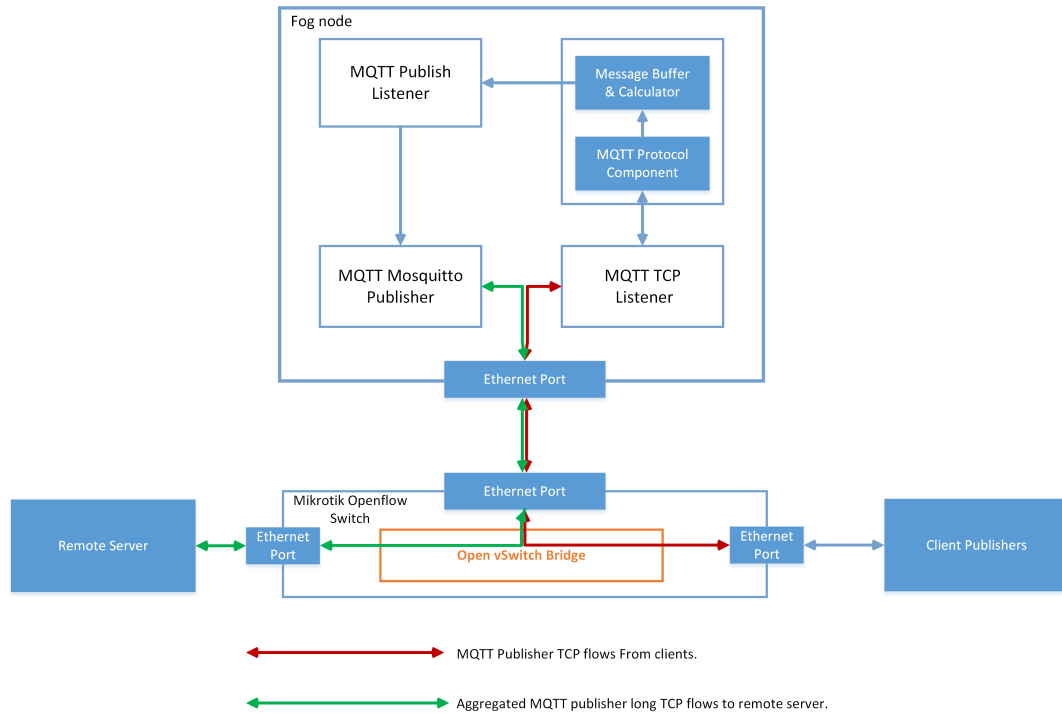 Fog node
MQTT Publish
Listener
Message Buffer
& Calculator
MQTT Protocol
Component
MQTT Mosquitto
Publisher
MQTT TCP
Listener
Ethernet Port
Ethernet Port
Mikrotik Openflow
Switch
Remote Server
Ethernet
Port
Open vSwitch Bridge
Ethernet
Port
Client Publishers
MQTT Publisher TCP flows From clients.
Aggregated MQTT publisher long TCP flows to remote server.